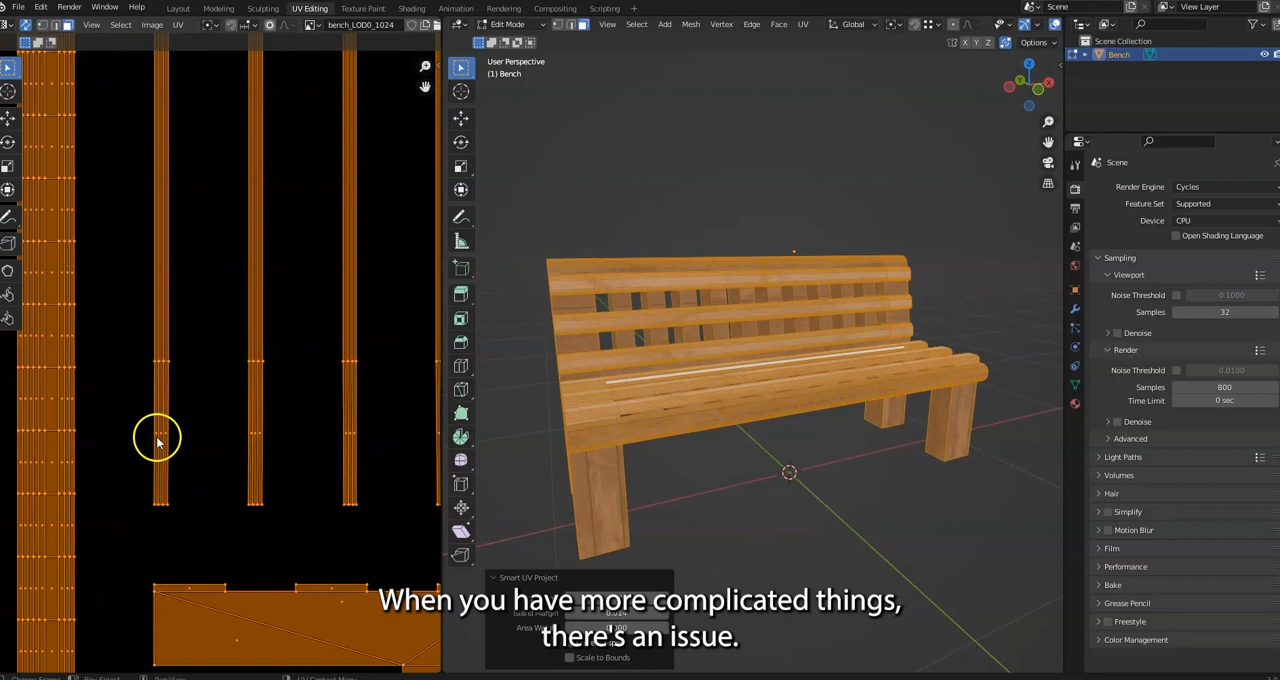 File Edit Render Window Help Layout Modeling Sculpting UV Editing Texture Paint Shading Animation Rendering Compositing Scripting Scene View Layer
View Select Image UV bench_LOD0_1024 Edit Mode View Select Add Mesh Vertex Edge Face UV Global
X Y Z Options
User Perspective
(1) Bench
Scene Collection
Bench
Scene
Render Engine Cycles
Feature Set Supported
Device CPU
Open Shading Language
Sampling
Viewport
Noise Threshold 0.1000
Samples 32
Denoise
Render
Noise Threshold 0.0100
Samples 800
Time Limit 0 sec
Denoise
Advanced
Light Paths
Volumes
Hair
Simplify
Motion Blur
Film
Performance
Bake
Grease Pencil
Freestyle
Color Management
Smart UV Project
Island Margin 0.014
When you have more complicated things,
there's an issue.
Scale to Bounds